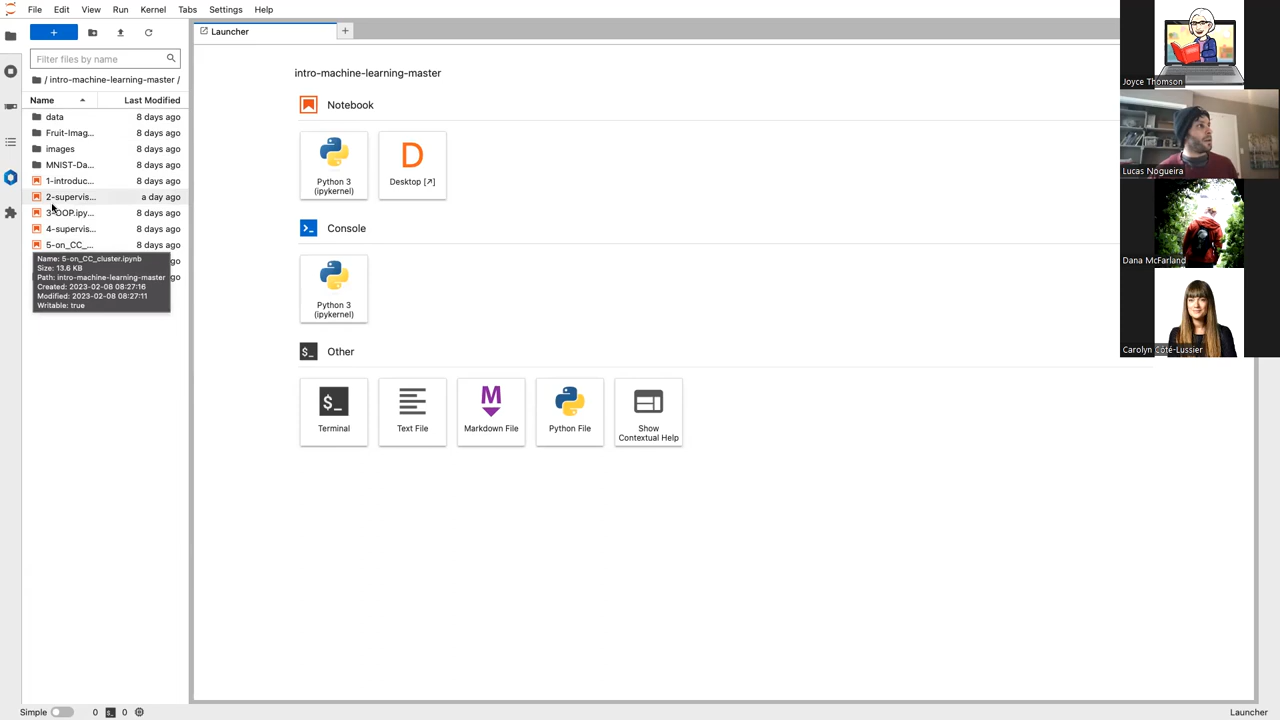 File Edit View Run Kernel Tabs Settings Help
+
Launcher
+
Filter files by name
/ intro-machine-learning-master /
Name Last Modified
data 8 days ago
Fruit-Imag... 8 days ago
images 8 days ago
MNIST-Da... 8 days ago
1-introduc... 8 days ago
2-supervis... a day ago
3-OOP.ipy... 8 days ago
4-supervis... 8 days ago
5-on_CC_... 8 days ago
go
go
Name: 5-on_CC_cluster.ipynb
Size: 13.6 KB
Path: intro-machine-learning-master
Created: 2023-02-08 08:27:16
Modified: 2023-02-08 08:27:11
Writable: true
intro-machine-learning-master
Notebook
Python 3
(ipykernel)
D
Desktop [↗]
>_
Console
Python 3
(ipykernel)
$_
Other
$_
Terminal
Text File
M
Markdown File
Python File
Show
Contextual Help
Joyce Thomson
Lucas Nogueira
Dana McFarland
Carolyn Côté-Lussier
Simple 0 $_ 0
Launcher